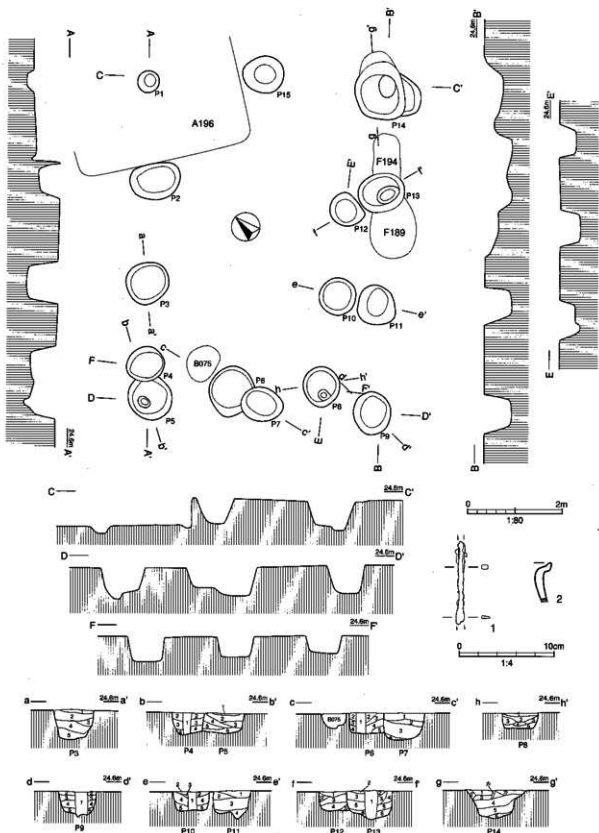 A A B' g' 24.6m B'
C P1 P15 C'
A196 P14
24.6m E'
g
F194
E' f'
P2 P13
P12
f F189
a
e P10 P11 e'
P3
b a' c
F B075 h d h'
P4 P6 P8 F'
D P5 P7 P9 D'
A' b' c' E d' B
24.6m A' B E
C 24.6m C'
0 2m
1:80
D 24.6m D'
1 2
F 24.6m F'
0 10cm
1:4
a 24.6m a' b 24.6m b' c 24.6m c' h 24.6m h'
B075
P3 P4 P5 P6 P7 P8
d 24.6m d' e 24.6m e' f 24.6m f' g 24.6m g'
P9 P10 P11 P12 P13 P14